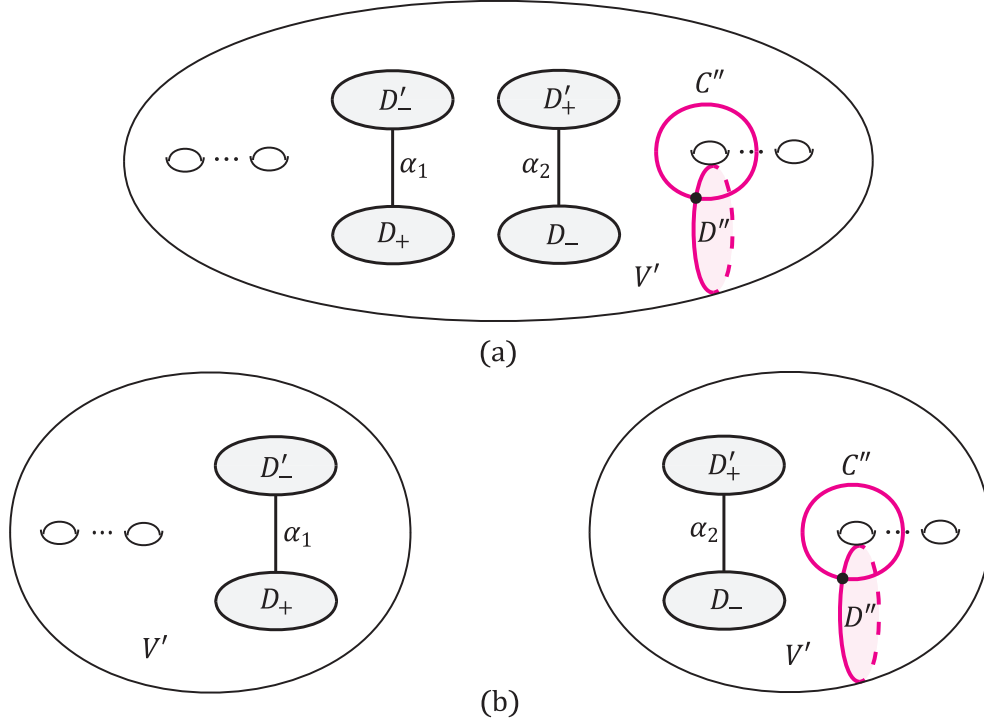 C″
D′₋ D′₊
... ...
α₁ α₂
D₊ D₋ D″
V′
(a)
D′₋ D′₊ C″
... α₁ α₂ ...
D₊ D₋ D″
V′ V′
(b)